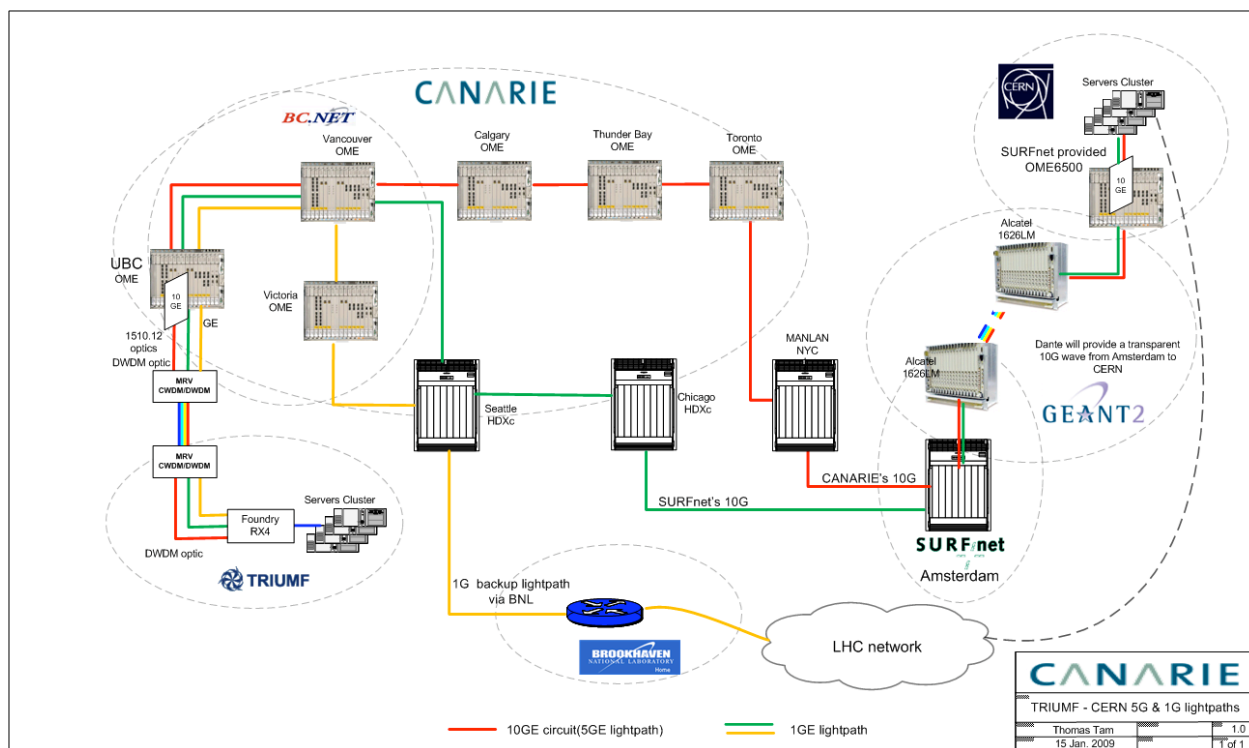 CANARIE
BC.NET
Vancouver
OME
Calgary
OME
Thunder Bay
OME
Toronto
OME
CERN
Servers Cluster
SURFnet provided
OME6500
10
GE
Alcatel
1626LM
UBC
OME
10
GE
GE
Victoria
OME
1510.12
optics
DWDM optic
MRV
CWDM/DWDM
MRV
CWDM/DWDM
Seattle
HDXc
Chicago
HDXc
MANLAN
NYC
Alcatel
1626LM
Dante will provide a transparent
10G wave from Amsterdam to
CERN
GEANT2
CANARIE's 10G
SURFnet's 10G
Servers Cluster
Foundry
RX4
DWDM optic
TRIUMF
SURFnet
Amsterdam
1G backup lightpath
via BNL
BROOKHAVEN
NATIONAL LABORATORY
Home
LHC network
10GE circuit(5GE lightpath)
1GE lightpath
CANARIE
TRIUMF - CERN 5G & 1G lightpaths
Thomas Tam
1.0
15 Jan. 2009
1 of 1